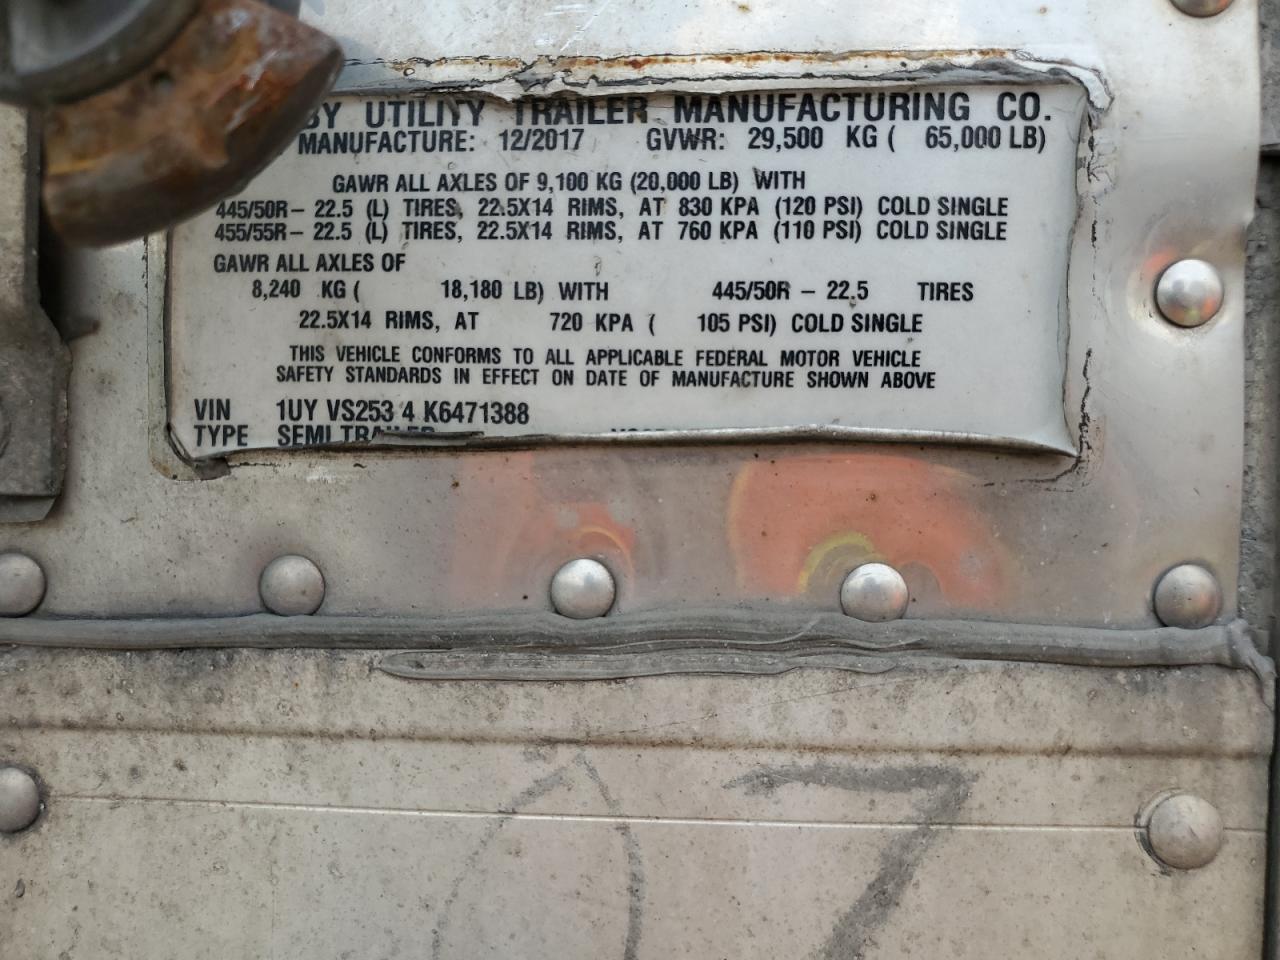 BY UTILITY TRAILER MANUFACTURING CO.
MANUFACTURE: 12/2017 GVWR: 29,500 KG ( 65,000 LB)
GAWR ALL AXLES OF 9,100 KG (20,000 LB) WITH
445/50R – 22.5 (L) TIRES, 22.5X14 RIMS, AT 830 KPA (120 PSI) COLD SINGLE
455/55R – 22.5 (L) TIRES, 22.5X14 RIMS, AT 760 KPA (110 PSI) COLD SINGLE
GAWR ALL AXLES OF
8,240 KG ( 18,180 LB) WITH 445/50R – 22.5 TIRES
22.5X14 RIMS, AT 720 KPA ( 105 PSI) COLD SINGLE
THIS VEHICLE CONFORMS TO ALL APPLICABLE FEDERAL MOTOR VEHICLE
SAFETY STANDARDS IN EFFECT ON DATE OF MANUFACTURE SHOWN ABOVE
VIN 1UY VS253 4 K6471388
TYPE SEMI TRAILER
7